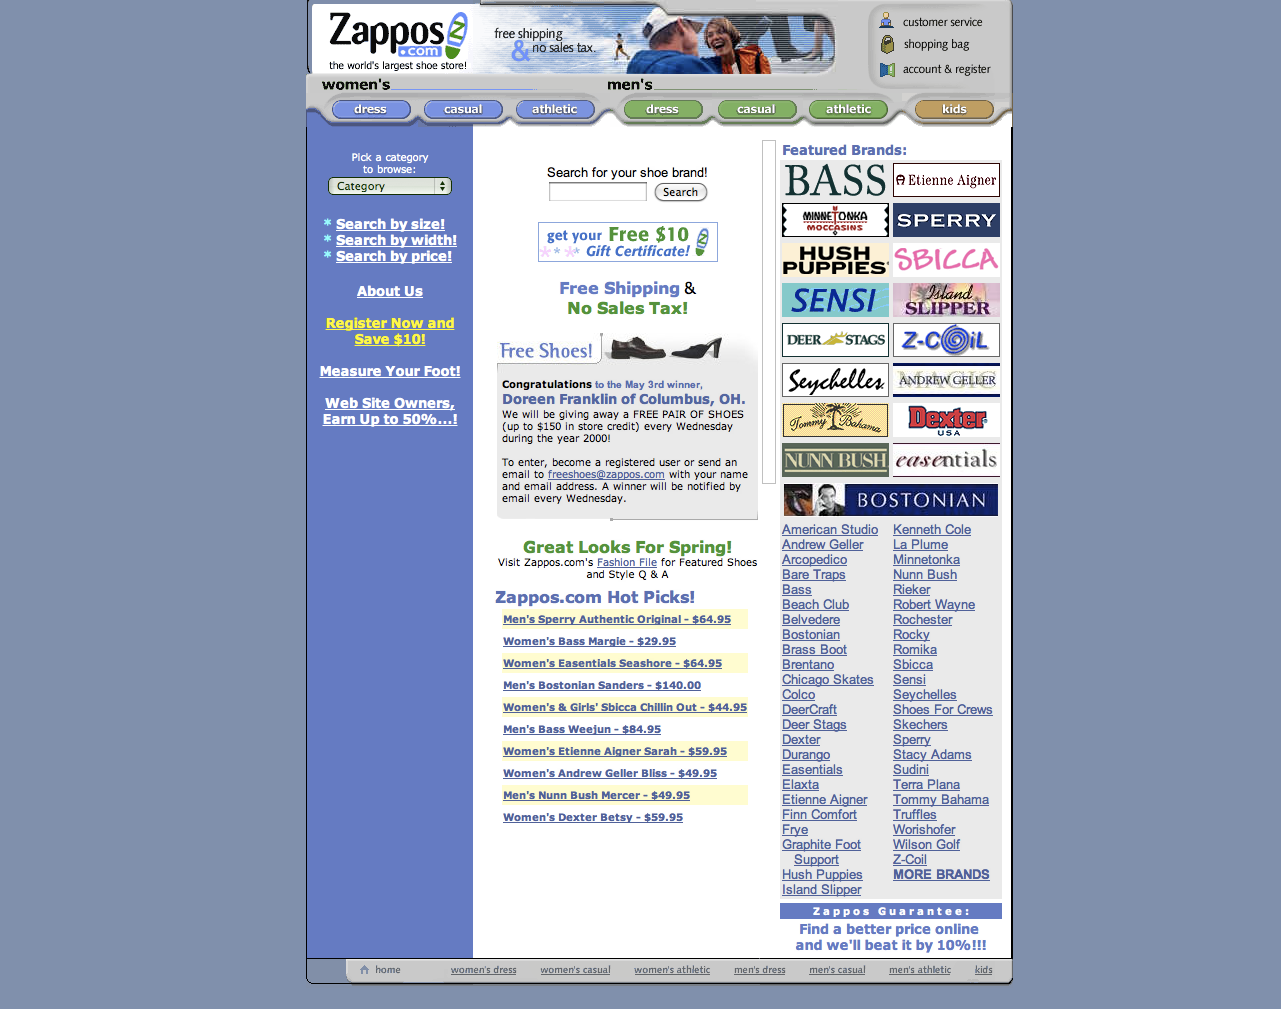 Zappos
.com
the world's largest shoe store!
free shipping
& no sales tax.
customer service
shopping bag
account & register
women's
men's
dress
casual
athletic
dress
casual
athletic
kids
Pick a category
to browse:
Category
* Search by size!
* Search by width!
* Search by price!
About Us
Register Now and
Save $10!
Measure Your Foot!
Web Site Owners,
Earn Up to 50%...!
Search for your shoe brand!
Search
get your Free $10
Gift Certificate!
Free Shipping &
No Sales Tax!
Free Shoes!
Congratulations to the May 3rd winner,
Doreen Franklin of Columbus, OH.
We will be giving away a FREE PAIR OF SHOES
(up to $150 in store credit) every Wednesday
during the year 2000!
To enter, become a registered user or send an
email to freeshoes@zappos.com with your name
and email address. A winner will be notified by
email every Wednesday.
Great Looks For Spring!
Visit Zappos.com's Fashion File for Featured Shoes
and Style Q & A
Zappos.com Hot Picks!
Men's Sperry Authentic Original - $64.95
Women's Bass Margie - $29.95
Women's Easentials Seashore - $64.95
Men's Bostonian Sanders - $140.00
Women's & Girls' Sbicca Chillin Out - $44.95
Men's Bass Weejun - $84.95
Women's Etienne Aigner Sarah - $59.95
Women's Andrew Geller Bliss - $49.95
Men's Nunn Bush Mercer - $49.95
Women's Dexter Betsy - $59.95
Featured Brands:
BASS
Etienne Aigner
MINNETONKA
MOCCASINS
SPERRY
HUSH
PUPPIES
SBICCA
SENSI
Island
SLIPPER
DEER STAGS
Z-COiL
Seychelles
MAGIC
ANDREW GELLER
Tommy Bahama
Dexter
USA
NUNN BUSH
easentials
BOSTONIAN
American Studio
Andrew Geller
Arcopedico
Bare Traps
Bass
Beach Club
Belvedere
Bostonian
Brass Boot
Brentano
Chicago Skates
Colco
DeerCraft
Deer Stags
Dexter
Durango
Easentials
Elaxta
Etienne Aigner
Finn Comfort
Frye
Graphite Foot
Support
Hush Puppies
Island Slipper
Kenneth Cole
La Plume
Minnetonka
Nunn Bush
Rieker
Robert Wayne
Rochester
Rocky
Romika
Sbicca
Sensi
Seychelles
Shoes For Crews
Skechers
Sperry
Stacy Adams
Sudini
Terra Plana
Tommy Bahama
Truffles
Worishofer
Wilson Golf
Z-Coil
MORE BRANDS
Zappos Guarantee:
Find a better price online
and we'll beat it by 10%!!!
home
women's dress
women's casual
women's athletic
men's dress
men's casual
men's athletic
kids